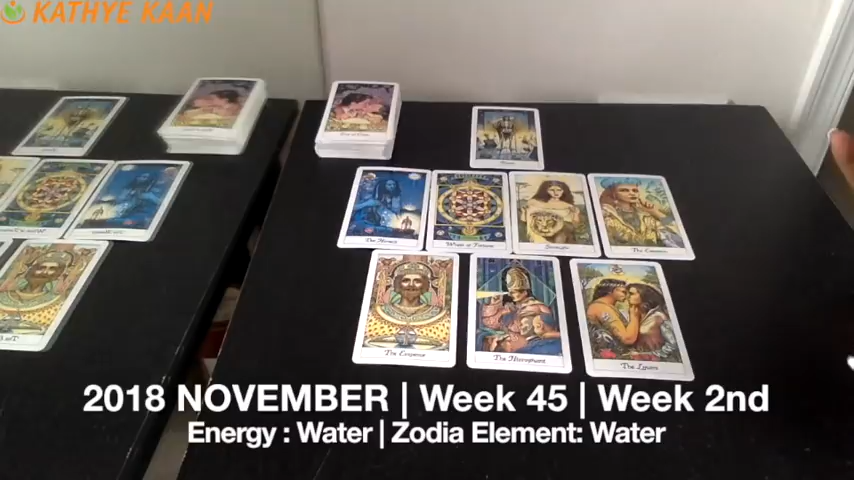 KATHYE KAAN
The Hermit
Wheel of Fortune
Strength
The Empress
The Emperor
The Hierophant
The Lovers
2018 NOVEMBER | Week 45 | Week 2nd
Energy : Water | Zodia Element: Water